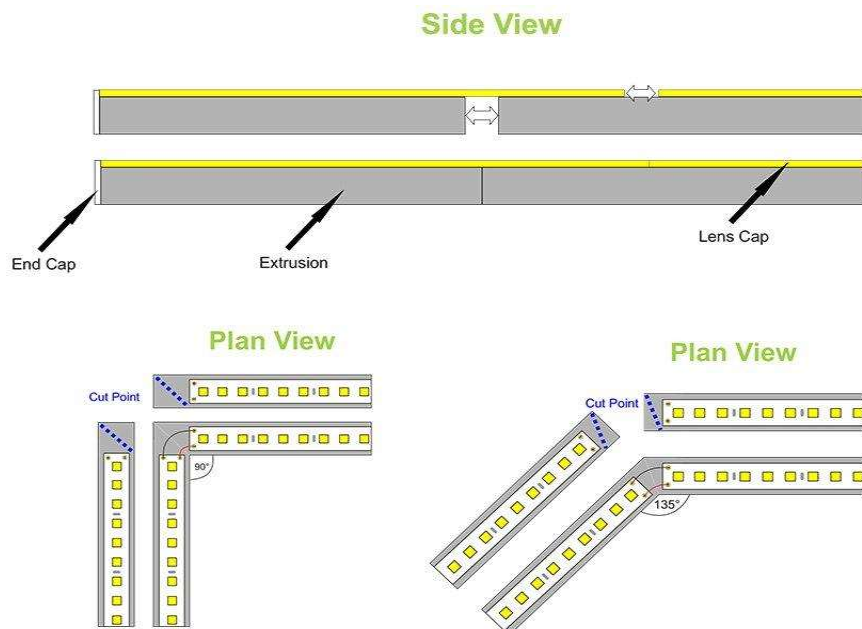 Side View
End Cap
Extrusion
Lens Cap
Plan View
Cut Point
90°
Plan View
Cut Point
135°